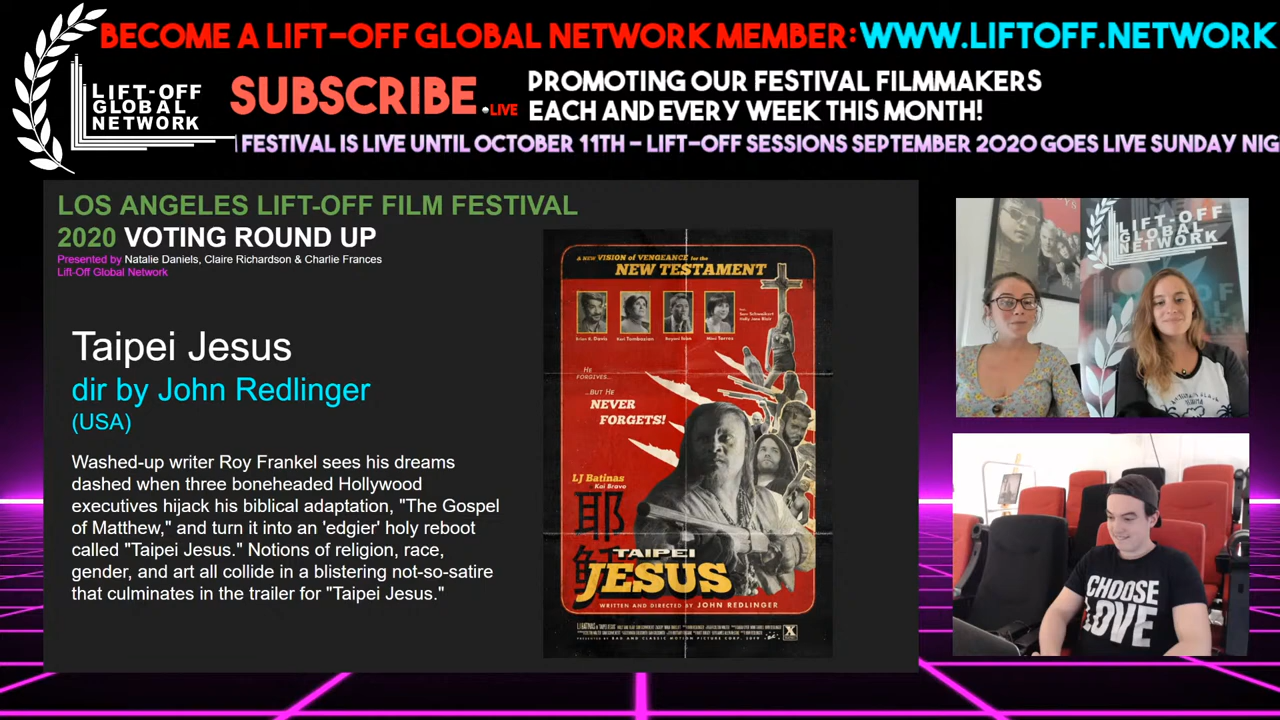 BECOME A LIFT-OFF GLOBAL NETWORK MEMBER: WWW.LIFTOFF.NETWORK
LIFT-OFF
GLOBAL
NETWORK
SUBSCRIBE.LIVE
PROMOTING OUR FESTIVAL FILMMAKERS
EACH AND EVERY WEEK THIS MONTH!
FESTIVAL IS LIVE UNTIL OCTOBER 11TH - LIFT-OFF SESSIONS SEPTEMBER 2020 GOES LIVE SUNDAY NIG
LOS ANGELES LIFT-OFF FILM FESTIVAL
2020 VOTING ROUND UP
Presented by Natalie Daniels, Claire Richardson & Charlie Frances
Lift-Off Global Network
Taipei Jesus
dir by John Redlinger
(USA)
Washed-up writer Roy Frankel sees his dreams
dashed when three boneheaded Hollywood
executives hijack his biblical adaptation, "The Gospel
of Matthew," and turn it into an 'edgier' holy reboot
called "Taipei Jesus." Notions of religion, race,
gender, and art all collide in a blistering not-so-satire
that culminates in the trailer for "Taipei Jesus."
A NEW VISION of VENGEANCE for the
NEW TESTAMENT
HE
FORGIVES...
...BUT HE
NEVER
FORGETS!
LJ Batinas
Kai Bravo
耶
TAIPEI
JESUS
WRITTEN AND DIRECTED BY JOHN REDLINGER
X
LIFT-OFF
GLOBAL
NETWORK
CHOOSE
LOVE